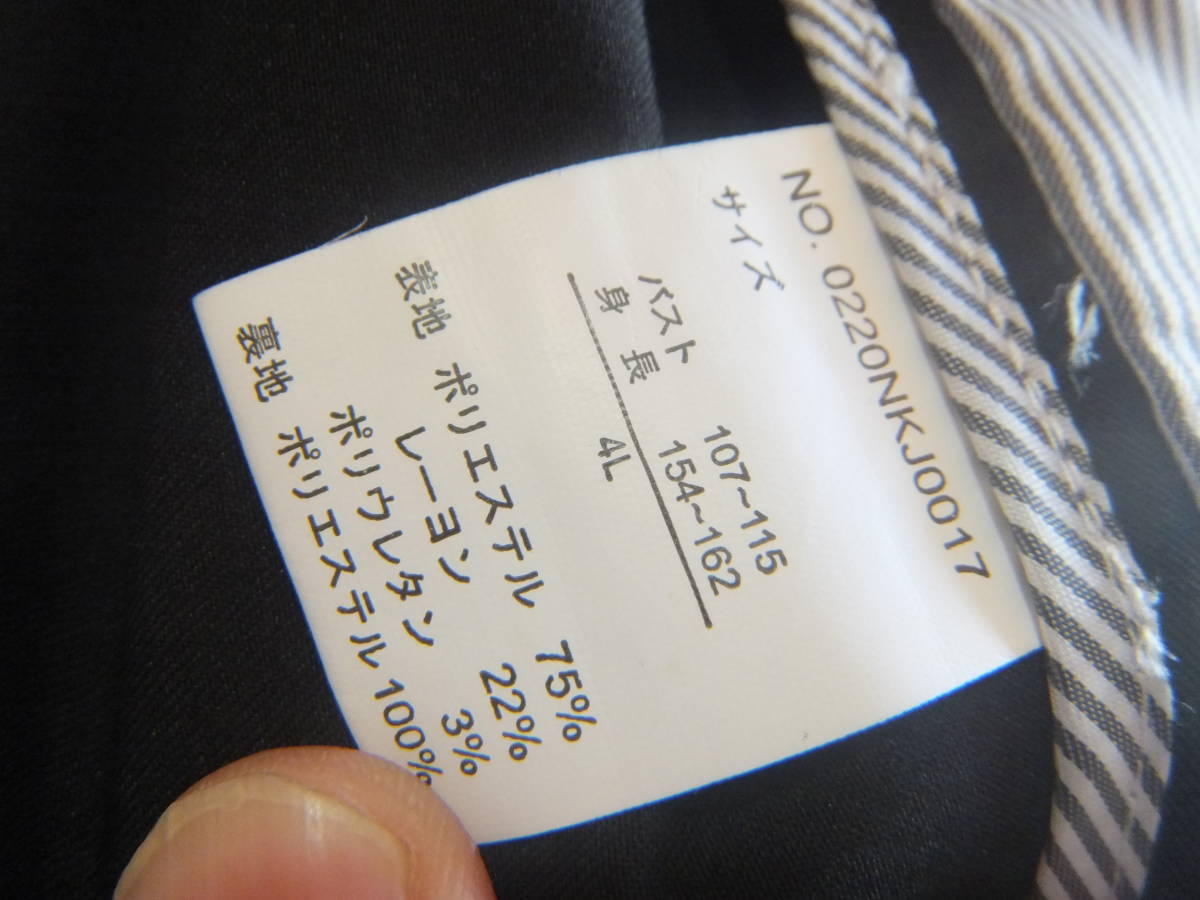 NO. 0220NKJ0017
サイズ
バスト 107~115
身長 154~162
4L
表地 ポリエステル 75%
レーヨン 22%
ポリウレタン 3%
裏地 ポリエステル 100%